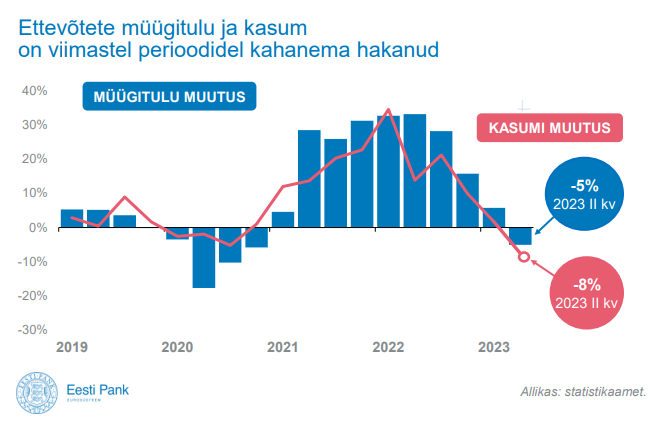 Ettevõtete müügitulu ja kasum
on viimastel perioodidel kahanema hakanud
MÜÜGITULU MUUTUS
KASUMI MUUTUS
40%
30%
20%
10%
0%
-10%
-20%
-30%
-5%
2023 II kv
-8%
2023 II kv
2019 2020 2021 2022 2023
EESTI PANK
Eesti Pank
EUROSÜSTEEM
Allikas: statistikaamet.